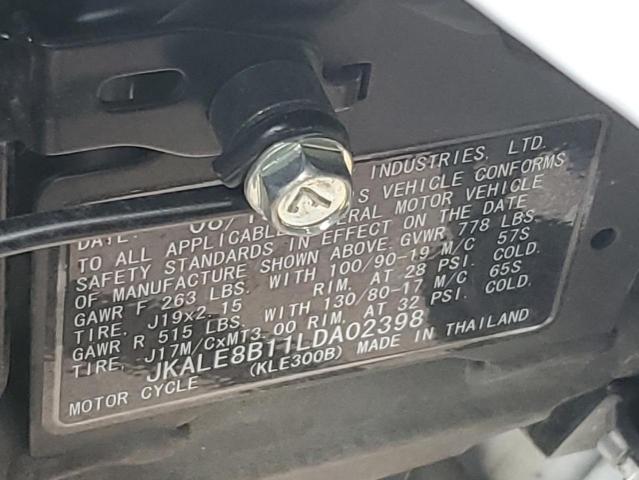 INDUSTRIES, LTD.
DATE: 08/1 S VEHICLE CONFORMS
TO ALL APPLICABLE ERAL MOTOR VEHICLE
SAFETY STANDARDS IN EFFECT ON THE DATE
OF MANUFACTURE SHOWN ABOVE. GVWR 778 LBS.
GAWR F 263 LBS. WITH 100/90-19 M/C 57S
TIRE, J19x2.15 RIM, AT 28 PSI. COLD.
GAWR R 515 LBS. WITH 130/80-17 M/C 65S
TIRE, J17M/CxMT3.00 RIM, AT 32 PSI. COLD.
JKALE8B11LDA02398
MOTOR CYCLE (KLE300B) MADE IN THAILAND